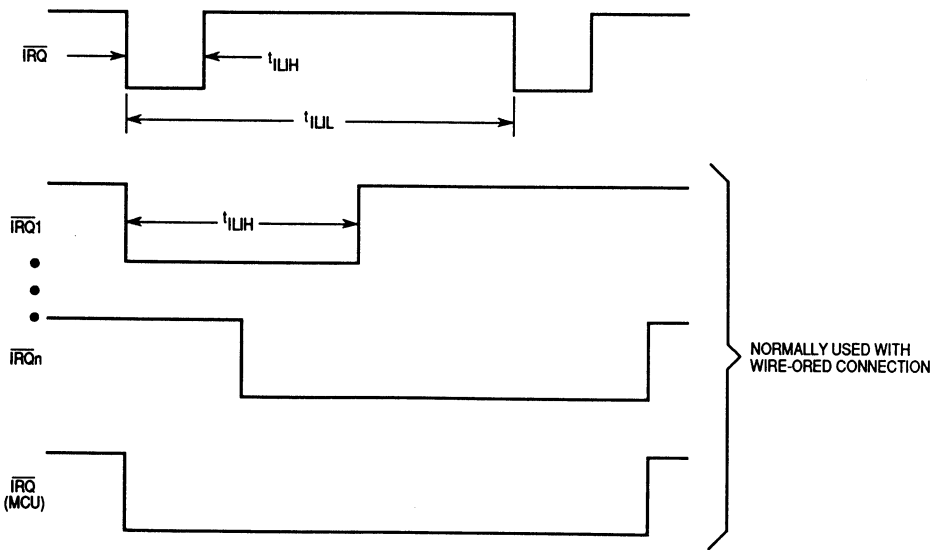 IRQ
tILIH
tILIL
IRQ1
tILIH
IRQn
NORMALLY USED WITH
WIRE-ORED CONNECTION
IRQ
(MCU)